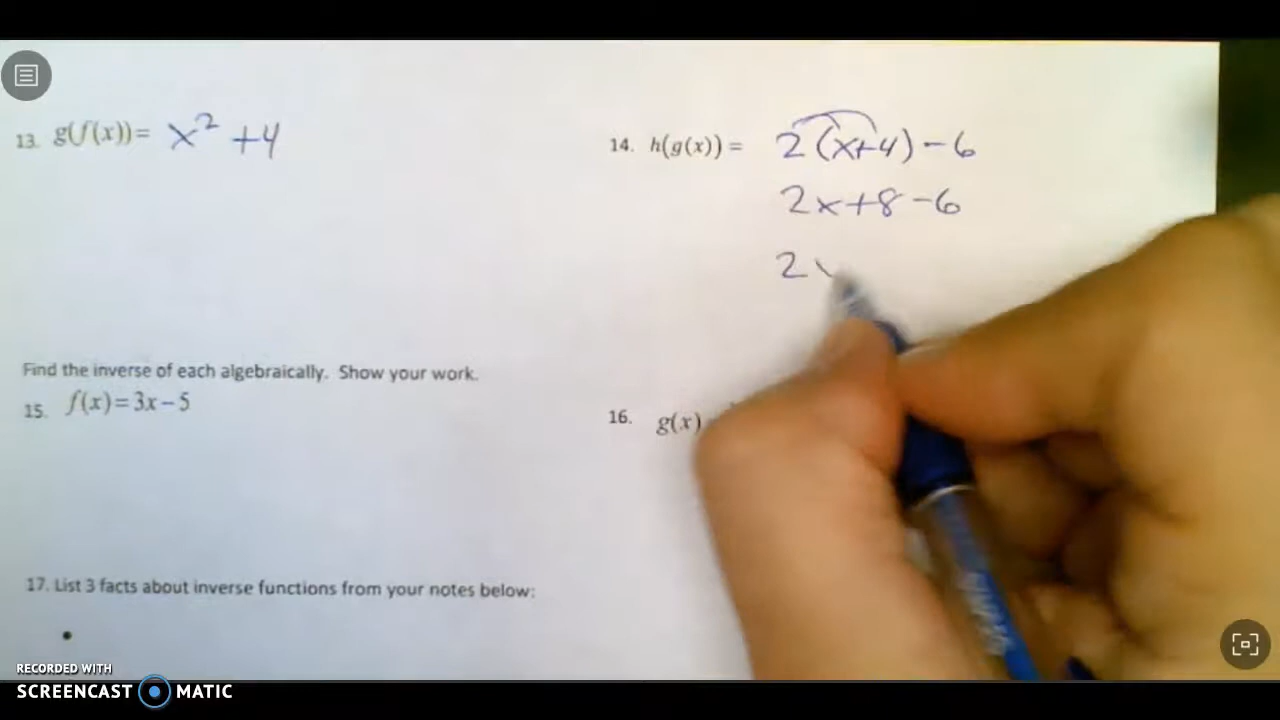 13. g(f(x))= x² +4
14. h(g(x)) = 2(x+4)-6
2x+8-6
2x
Find the inverse of each algebraically. Show your work.
15. f(x)=3x-5
16. g(x)
17. List 3 facts about inverse functions from your notes below:
•
RECORDED WITH
SCREENCAST MATIC